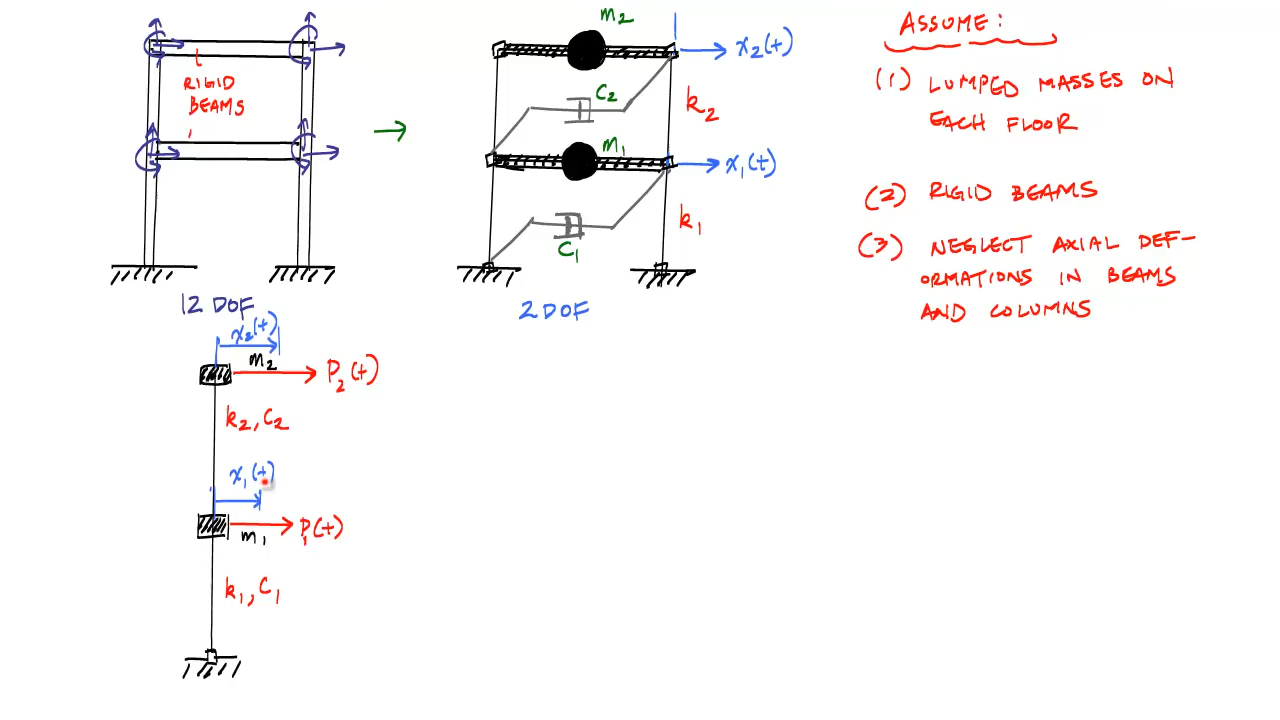 RIGID
BEAMS
12 DOF
m2
x2(t)
C2
k2
m1
x1(t)
k1
C1
2 DOF
ASSUME:
(1) LUMPED MASSES ON
EACH FLOOR
(2) RIGID BEAMS
(3) NEGLECT AXIAL DEF-
ORMATIONS IN BEAMS
AND COLUMNS
x2(t)
m2
P2(t)
k2, C2
x1(t)
m1
P1(t)
k1, C1